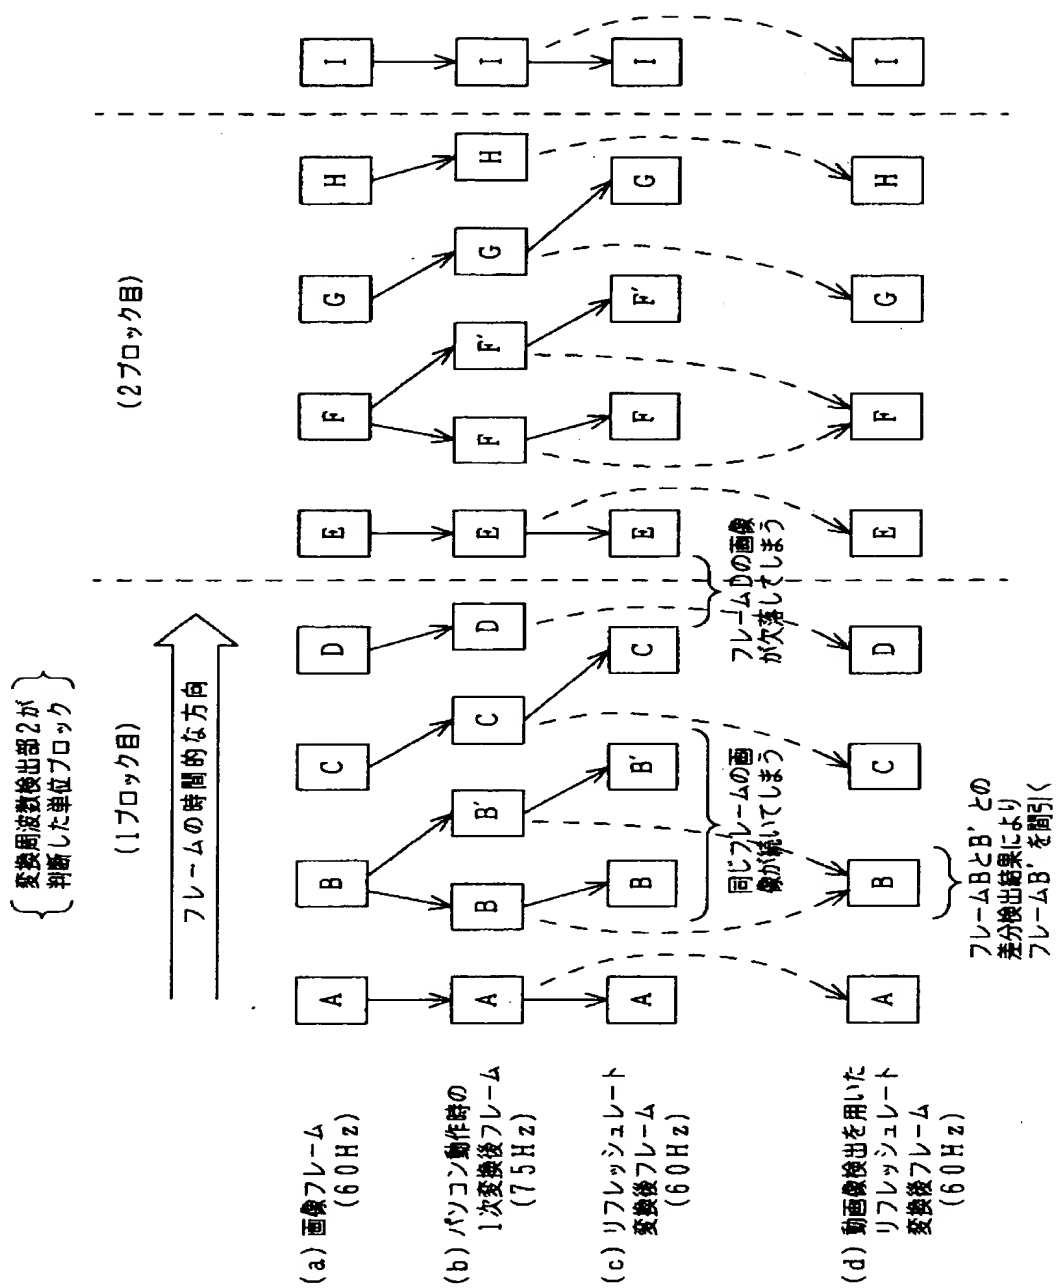 変換周波数検出部2が
判断した単位ブロック
(1ブロック目)
(2ブロック目)
フレームの時間的な方向
(a) 画像フレーム
(60Hz)
A B C D E F G H I
(b) パソコン動作時の
1次変換後フレーム
(75Hz)
A B B' C D E F F' G H I
(c) リフレッシュレート
変換後フレーム
(60Hz)
A B B' C E F F' G I
同じフレームの画
像が続いてしまう
フレームDの画像
が欠落してしまう
(d) 動画像検出を用いた
リフレッシュレート
変換後フレーム
(60Hz)
A B C D E F G H I
フレームBとB' との
差分検出結果により
フレームB' を間引く